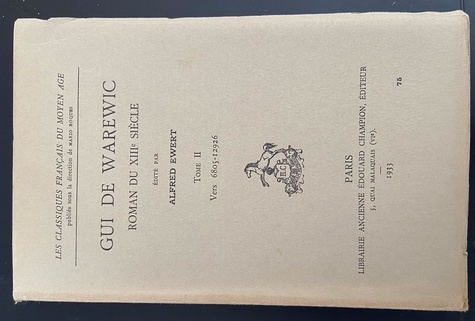 LES CLASSIQUES FRANÇAIS DU MOYEN AGE
publiés sous la direction de MARIO ROQUES
GUI DE WAREWIC
ROMAN DU XIIIe SIÈCLE
ÉDITÉ PAR
ALFRED EWERT
TOME II
Vers 6805-12926
PARIS
LIBRAIRIE ANCIENNE ÉDOUARD CHAMPION, ÉDITEUR
5, QUAI MALAQUAIS (VIe).
1933
75